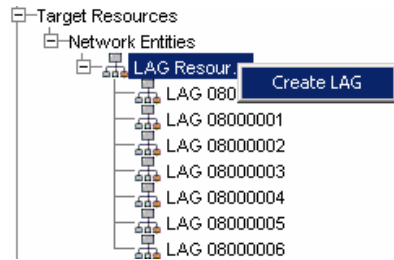 Target Resources
Network Entities
LAG Resour...
Create LAG
LAG 080
LAG 08000001
LAG 08000002
LAG 08000003
LAG 08000004
LAG 08000005
LAG 08000006